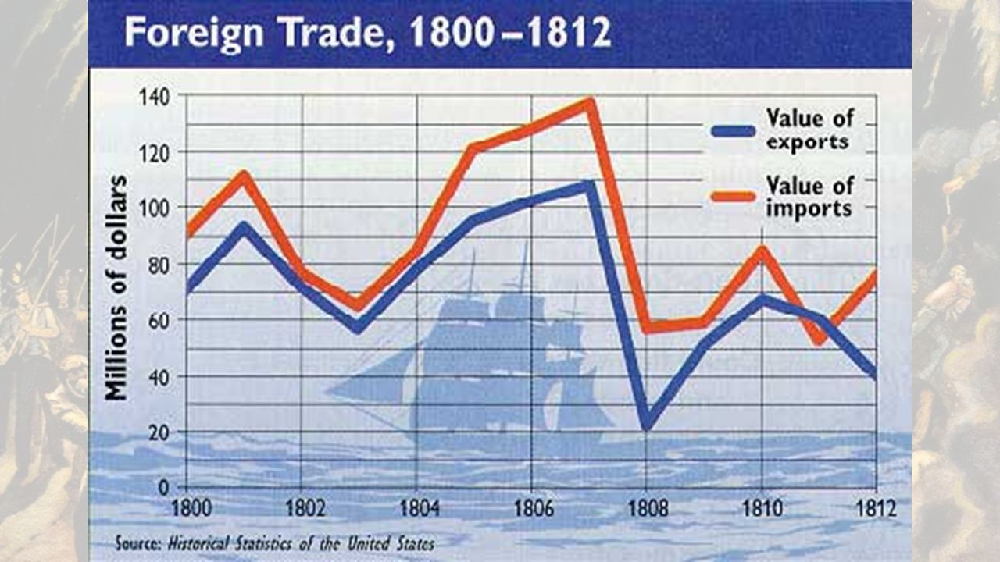 Foreign Trade, 1800–1812
140
120
100
80
60
40
20
0
Millions of dollars
Value of
exports
Value of
imports
1800 1802 1804 1806 1808 1810 1812
Source: Historical Statistics of the United States